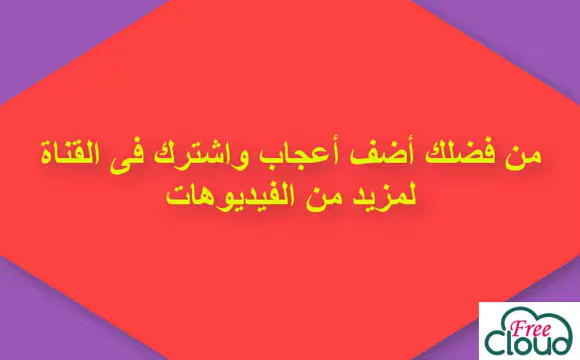 من فضلك أضف أعجاب واشترك فى القناة
لمزيد من الفيديوهات
Free
Cloud